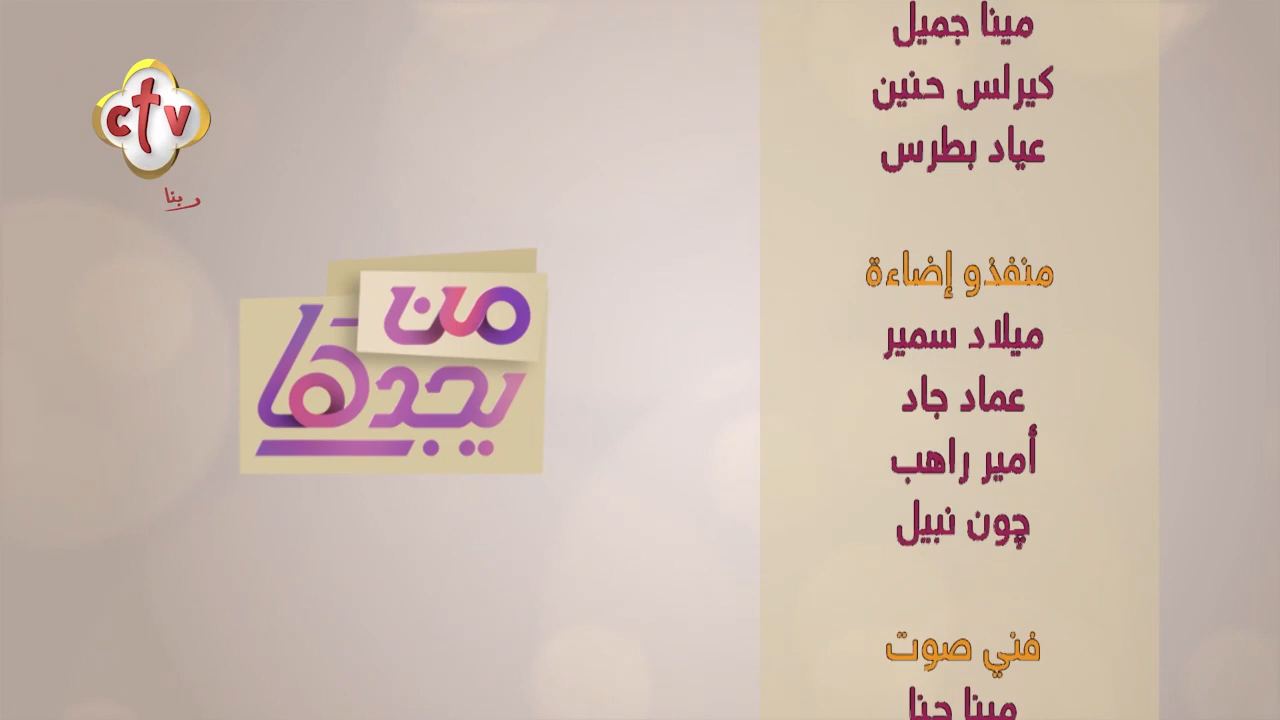 ctv
ربنا
من
يجدها
مينا جميل
كيرلس حنين
عياد بطرس
منفذو إضاءة
ميلاد سمير
عماد جاد
أمير راهب
چون نبيل
فني صوت
مينا حنا